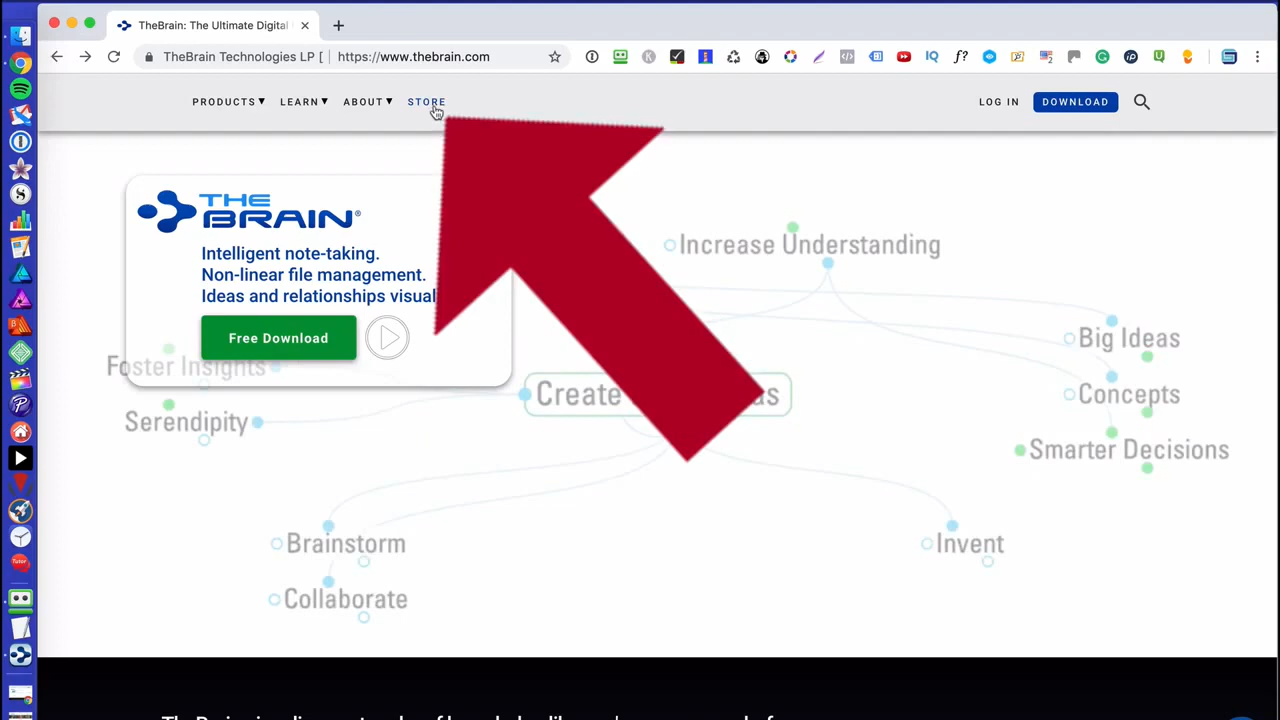 TheBrain: The Ultimate Digital
TheBrain Technologies LP [ | https://www.thebrain.com
PRODUCTS▼ LEARN▼ ABOUT▼ STORE LOG IN DOWNLOAD
THE
BRAIN®
Intelligent note-taking.
Non-linear file management.
Ideas and relationships visual
Free Download
Increase Understanding
Big Ideas
Foster Insights
Create
as
Concepts
Serendipity
Smarter Decisions
Brainstorm
Invent
Collaborate